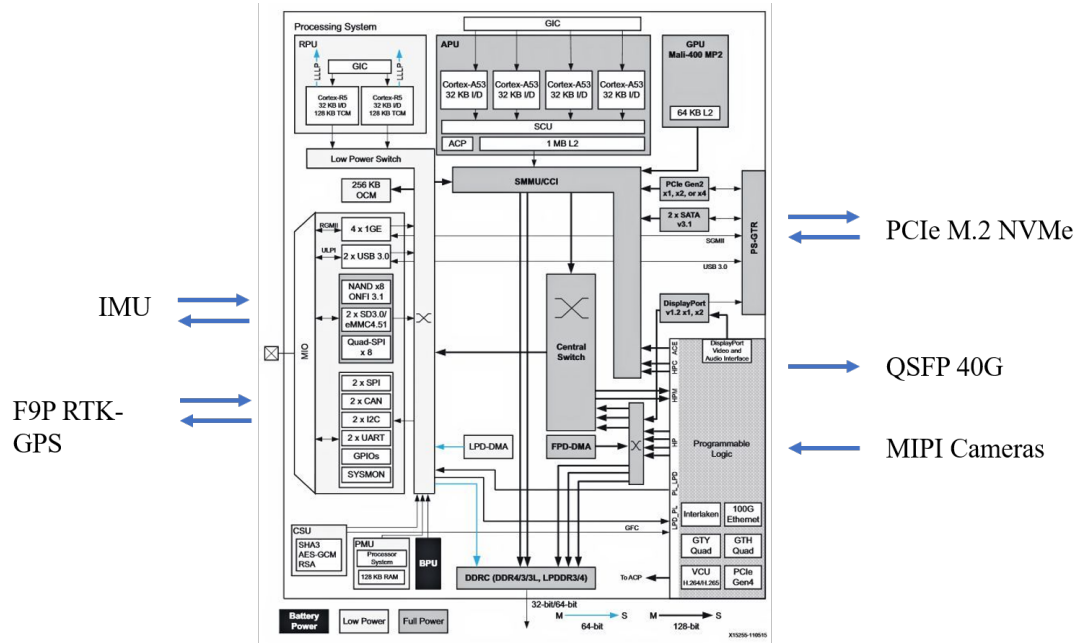 Processing System
RPU
LLLP
LLLP
GIC
Cortex-R5
32 KB I/D
128 KB TCM
Cortex-R5
32 KB I/D
128 KB TCM
GIC
APU
Cortex-A53
32 KB I/D
Cortex-A53
32 KB I/D
Cortex-A53
32 KB I/D
Cortex-A53
32 KB I/D
SCU
ACP
1 MB L2
GPU
Mali-400 MP2
64 KB L2
Low Power Switch
256 KB
OCM
SMMU/CCI
PCIe Gen2
x1, x2, or x4
2 x SATA
v3.1
PS-GTR
SGMII
USB 3.0
PCIe M.2 NVMe
RGMII
4 x 1GE
ULPI
2 x USB 3.0
NAND x8
ONFI 3.1
2 x SD3.0/
eMMC4.51
Quad-SPI
x 8
MIO
IMU
F9P RTK-
GPS
2 x SPI
2 x CAN
2 x I2C
2 x UART
GPIOs
SYSMON
Central
Switch
DisplayPort
v1.2 x1, x2
DisplayPort
Video and
Audio Interface
ACE
HPC
HPM
HP
PL_LPD
LPD_PL
Programmable
Logic
QSFP 40G
MIPI Cameras
LPD-DMA
FPD-DMA
Interlaken
100G
Ethernet
GTY
Quad
GTH
Quad
VCU
H.264/H.265
PCIe
Gen4
GFC
CSU
SHA3
AES-GCM
RSA
PMU
Processor
System
128 KB RAM
BPU
DDRC (DDR4/3/3L, LPDDR3/4)
To ACP
32-bit/64-bit
Battery
Power
Low Power
Full Power
M S
64-bit
M S
128-bit
X15255-110515